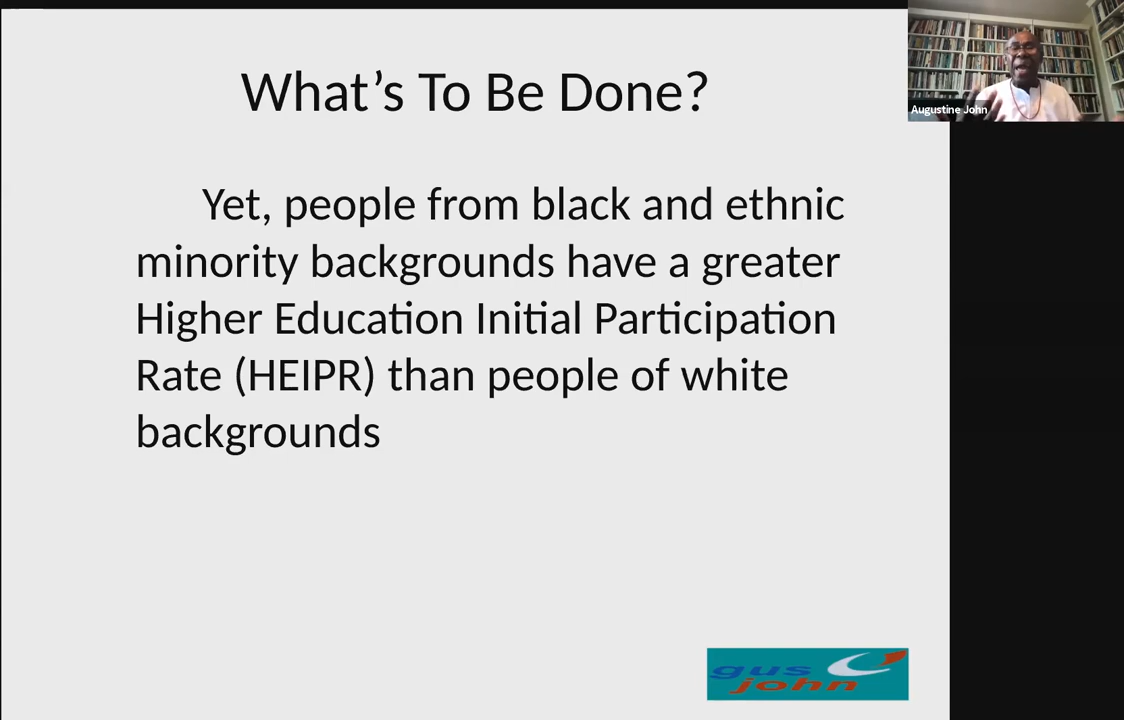 What’s To Be Done?
Augustine John
Yet, people from black and ethnic
minority backgrounds have a greater
Higher Education Initial Participation
Rate (HEIPR) than people of white
backgrounds
gus
john